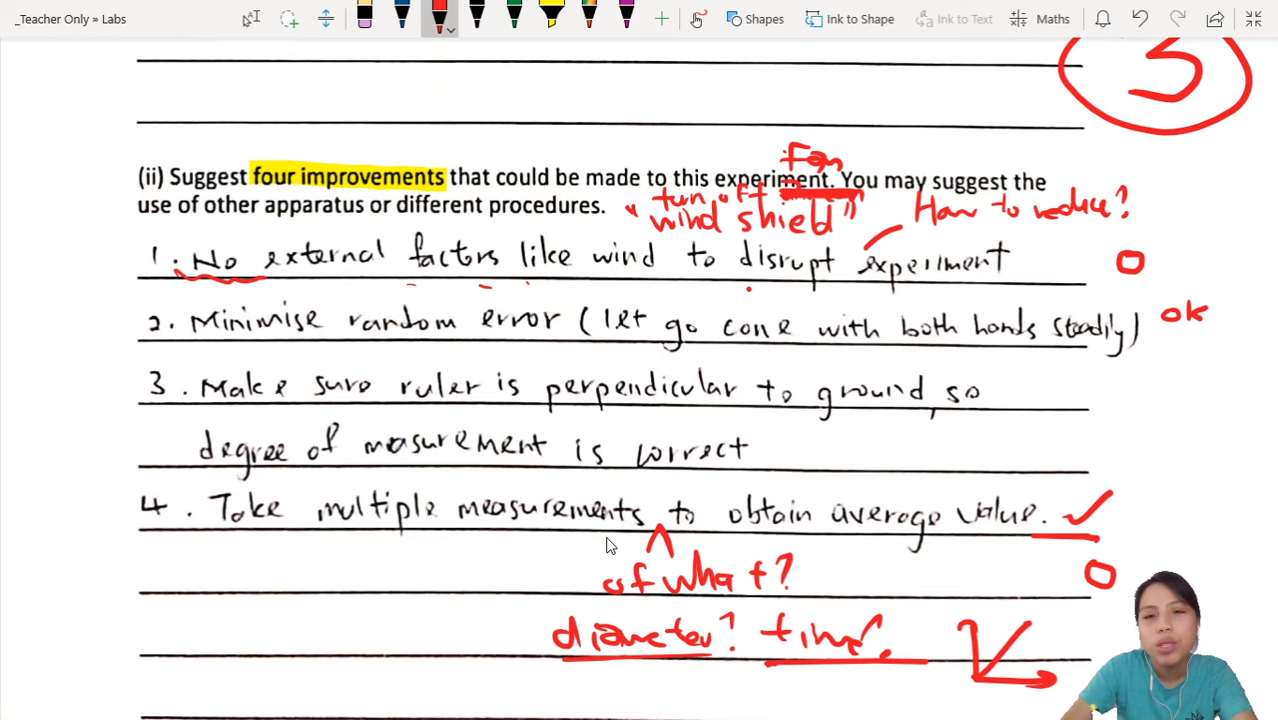 _Teacher Only » Labs
Shapes
Ink to Shape
Ink to Text
Maths
3
(ii) Suggest four improvements that could be made to this experiment. You may suggest the
Fan
use of other apparatus or different procedures.
turn off
"wind shield"
How to reduce?
1. No external factors like wind to disrupt experiment
0
2. Minimise random error (let go cone with both hands steadily)
ok
3. Make sure ruler is perpendicular to ground, so
degree of measurement is correct
4. Take multiple measurements to obtain average value. ✓
of what?
0
diameter? time?